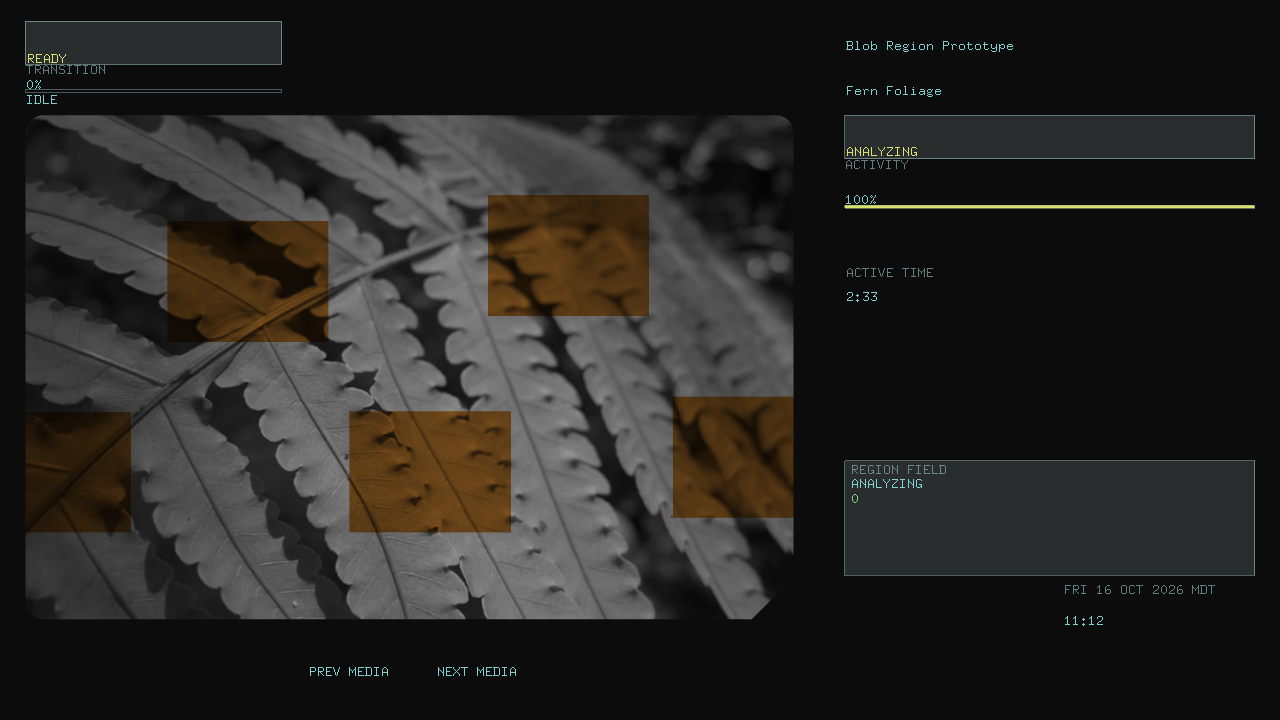 READY
TRANSITION
0%
IDLE
Blob Region Prototype
Fern Foliage
ANALYZING
ACTIVITY
100%
ACTIVE TIME
2:33
REGION FIELD
ANALYZING
0
FRI 16 OCT 2026 MDT
11:12
PREV MEDIA
NEXT MEDIA